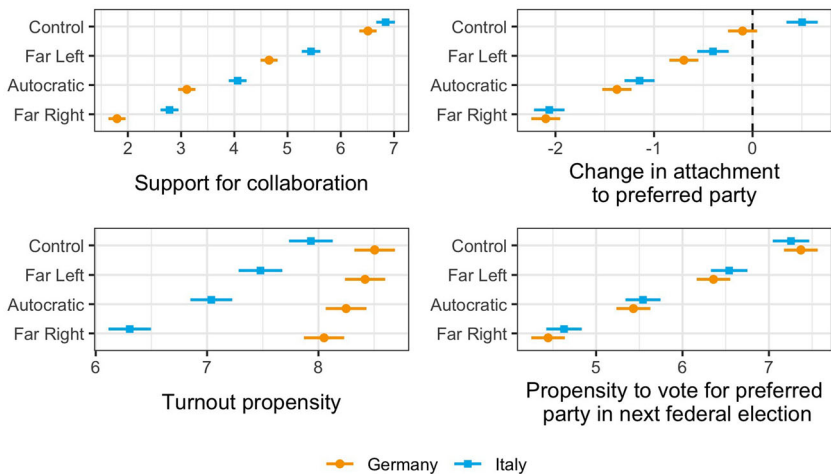 Control
Far Left
Autocratic
Far Right
2 3 4 5 6 7
Support for collaboration
Control
Far Left
Autocratic
Far Right
-2 -1 0
Change in attachment
to preferred party
Control
Far Left
Autocratic
Far Right
6 7 8
Turnout propensity
Control
Far Left
Autocratic
Far Right
5 6 7
Propensity to vote for preferred
party in next federal election
Germany Italy